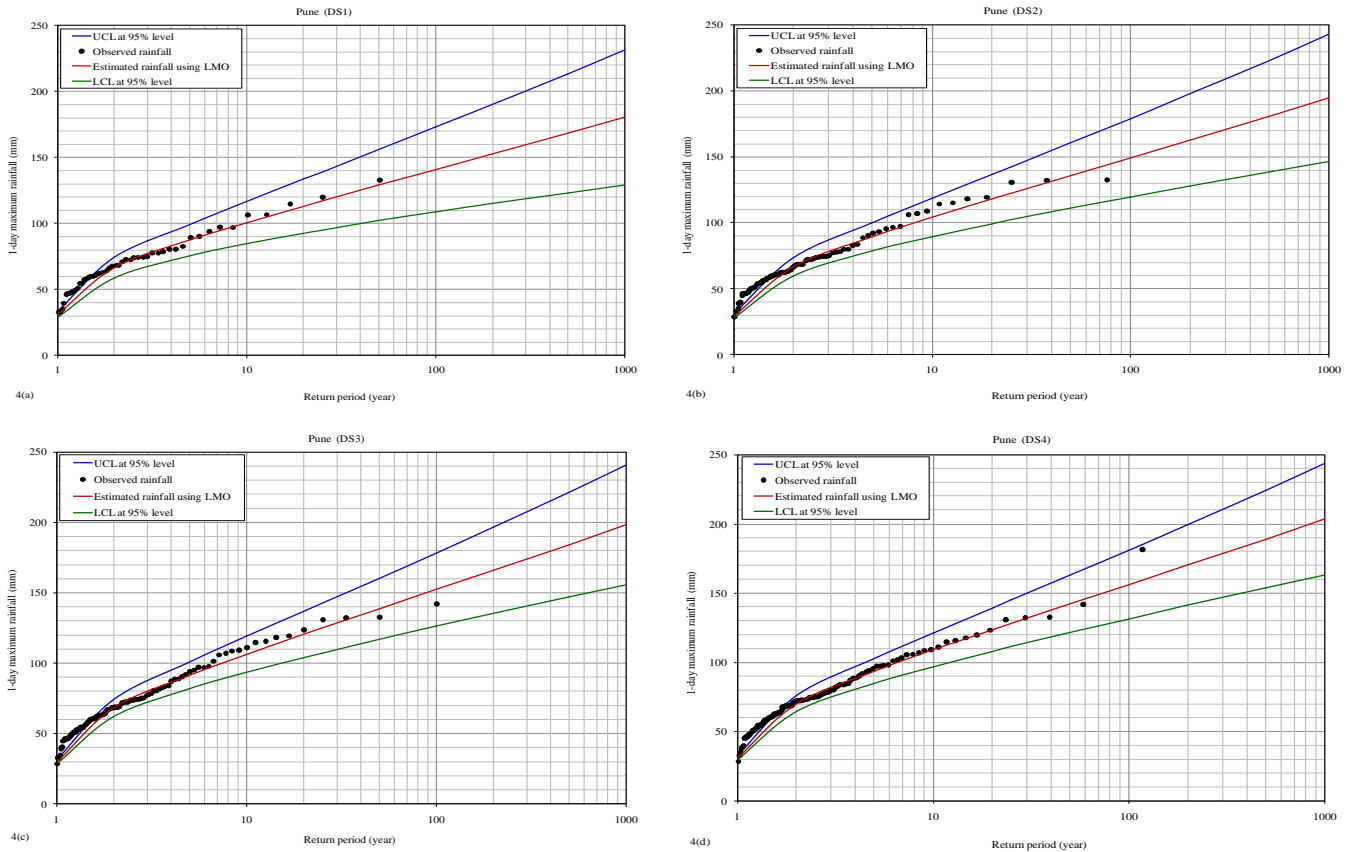 Pune (DS1)
UCL at 95% level
Observed rainfall
Estimated rainfall using LMO
LCL at 95% level
250
200
150
100
50
0
1-day maximum rainfall (mm)
1 10 100 1000
4(a)
Return period (year)
Pune (DS2)
UCL at 95% level
Observed rainfall
Estimated rainfall using LMO
LCL at 95% level
250
200
150
100
50
0
1-day maximum rainfall (mm)
1 10 100 1000
4(b)
Return period (year)
Pune (DS3)
UCL at 95% level
Observed rainfall
Estimated rainfall using LMO
LCL at 95% level
250
200
150
100
50
0
1-day maximum rainfall (mm)
1 10 100 1000
4(c)
Return period (year)
Pune (DS4)
UCL at 95% level
Observed rainfall
Estimated rainfall using LMO
LCL at 95% level
250
200
150
100
50
0
1-day maximum rainfall (mm)
1 10 100 1000
4(d)
Return period (year)